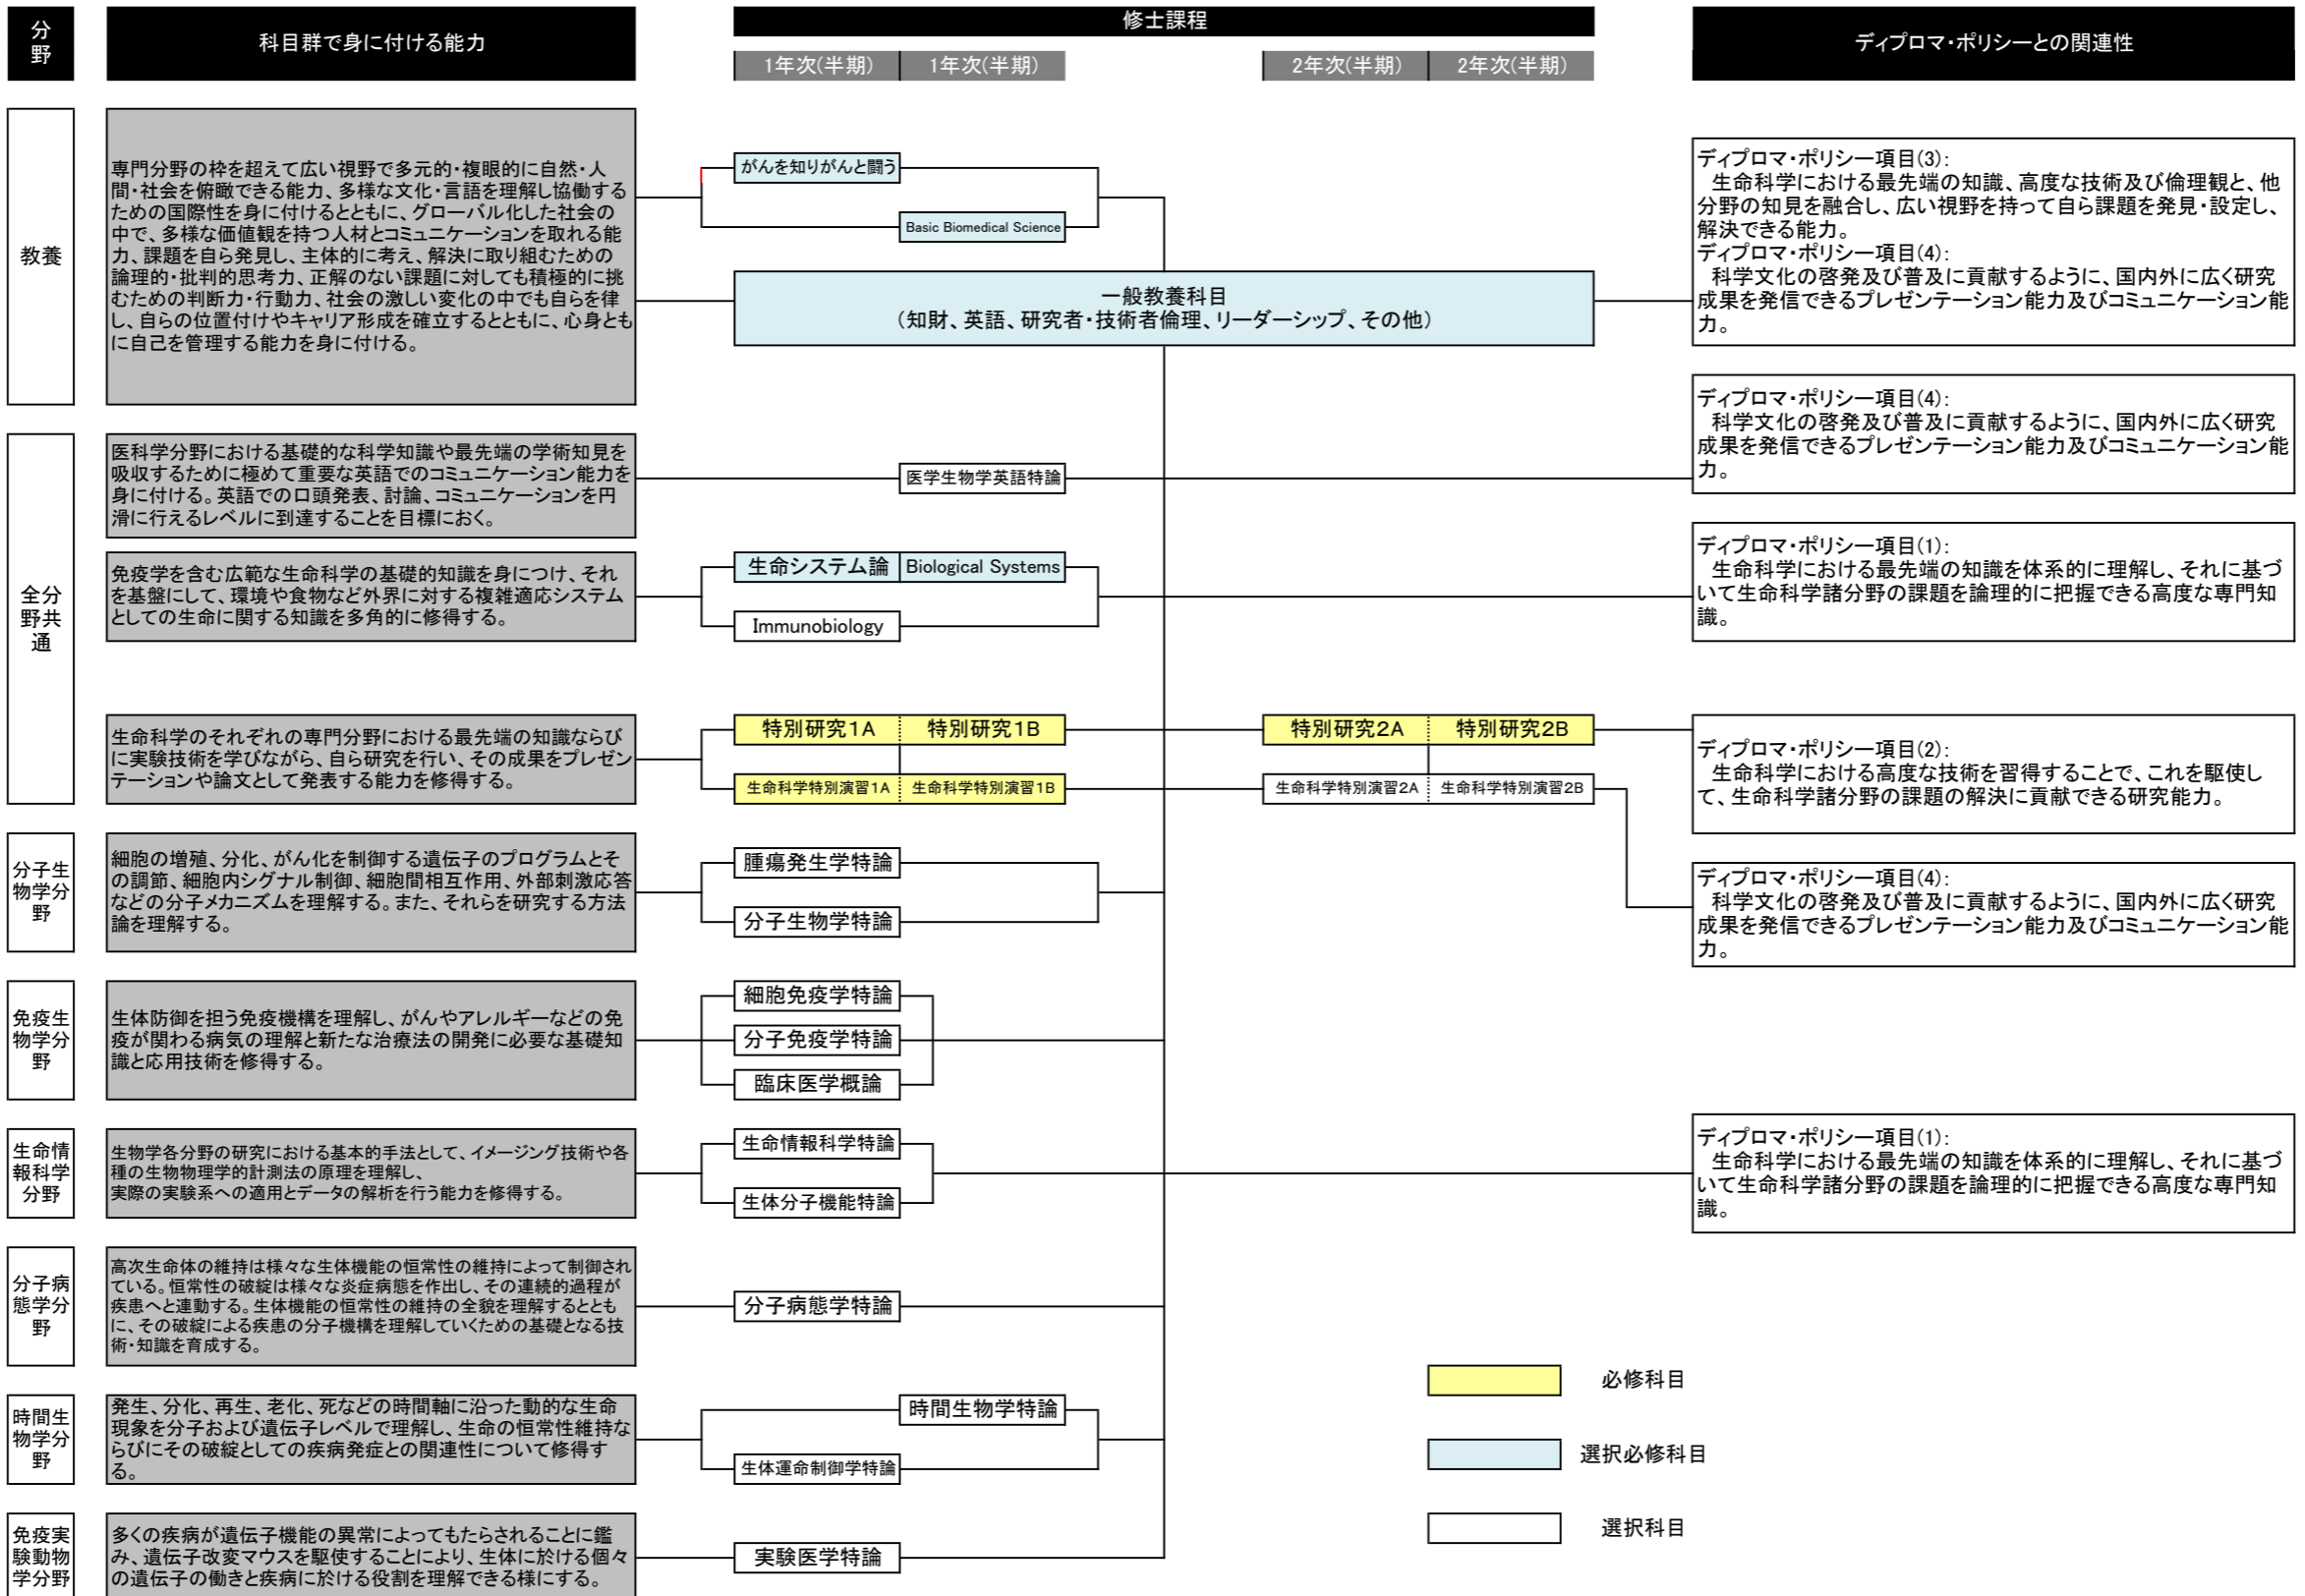 分
野
科目群で身に付ける能力
修士課程
1年次(半期)
1年次(半期)
2年次(半期)
2年次(半期)
ディプロマ・ポリシーとの関連性
教養
専門分野の枠を超えて広い視野で多元的・複眼的に自然・人
間・社会を俯瞰できる能力、多様な文化・言語を理解し協働する
ための国際性を身に付けるとともに、グローバル化した社会の
中で、多様な価値観を持つ人材とコミュニケーションを取れる能
力、課題を自ら発見し、主体的に考え、解決に取り組むための
論理的・批判的思考力、正解のない課題に対しても積極的に挑
むための判断力・行動力、社会の激しい変化の中でも自らを律
し、自らの位置付けやキャリア形成を確立するとともに、心身とも
に自己を管理する能力を身に付ける。
がんを知りがんと闘う
Basic Biomedical Science
一般教養科目
(知財、英語、研究者・技術者倫理、リーダーシップ、その他)
ディプロマ・ポリシー項目(3):
生命科学における最先端の知識、高度な技術及び倫理観と、他
分野の知見を融合し、広い視野を持って自ら課題を発見・設定し、
解決できる能力。
ディプロマ・ポリシー項目(4):
科学文化の啓発及び普及に貢献するように、国内外に広く研究
成果を発信できるプレゼンテーション能力及びコミュニケーション能
力。
全分
野共
通
医科学分野における基礎的な科学知識や最先端の学術知見を
吸収するために極めて重要な英語でのコミュニケーション能力を
身に付ける。英語での口頭発表、討論、コミュニケーションを円
滑に行えるレベルに到達することを目標におく。
医学生物学英語特論
ディプロマ・ポリシー項目(4):
科学文化の啓発及び普及に貢献するように、国内外に広く研究
成果を発信できるプレゼンテーション能力及びコミュニケーション能
力。
免疫学を含む広範な生命科学の基礎的知識を身につけ、それ
を基盤にして、環境や食物など外界に対する複雑適応システム
としての生命に関する知識を多角的に修得する。
生命システム論
Biological Systems
Immunobiology
ディプロマ・ポリシー項目(1):
生命科学における最先端の知識を体系的に理解し、それに基づ
いて生命科学諸分野の課題を論理的に把握できる高度な専門知
識。
生命科学のそれぞれの専門分野における最先端の知識ならび
に実験技術を学びながら、自ら研究を行い、その成果をプレゼン
テーションや論文として発表する能力を修得する。
特別研究1A
特別研究1B
特別研究2A
特別研究2B
生命科学特別演習1A
生命科学特別演習1B
生命科学特別演習2A
生命科学特別演習2B
ディプロマ・ポリシー項目(2):
生命科学における高度な技術を習得することで、これを駆使し
て、生命科学諸分野の課題の解決に貢献できる研究能力。
分子生
物学分
野
細胞の増殖、分化、がん化を制御する遺伝子のプログラムとそ
の調節、細胞内シグナル制御、細胞間相互作用、外部刺激応答
などの分子メカニズムを理解する。また、それらを研究する方法
論を理解する。
腫瘍発生学特論
分子生物学特論
ディプロマ・ポリシー項目(4):
科学文化の啓発及び普及に貢献するように、国内外に広く研究
成果を発信できるプレゼンテーション能力及びコミュニケーション能
力。
免疫生
物学分
野
生体防御を担う免疫機構を理解し、がんやアレルギーなどの免
疫が関わる病気の理解と新たな治療法の開発に必要な基礎知
識と応用技術を修得する。
細胞免疫学特論
分子免疫学特論
臨床医学概論
生命情
報科学
分野
生物学各分野の研究における基本的手法として、イメージング技術や各
種の生物物理学的計測法の原理を理解し、
実際の実験系への適用とデータの解析を行う能力を修得する。
生命情報科学特論
生体分子機能特論
ディプロマ・ポリシー項目(1):
生命科学における最先端の知識を体系的に理解し、それに基づ
いて生命科学諸分野の課題を論理的に把握できる高度な専門知
識。
分子病
態学分
野
高次生命体の維持は様々な生体機能の恒常性の維持によって制御され
ている。恒常性の破綻は様々な炎症病態を作出し、その連続的過程が
疾患へと連動する。生体機能の恒常性の維持の全貌を理解するととも
に、その破綻による疾患の分子機構を理解していくための基礎となる技
術・知識を育成する。
分子病態学特論
時間生
物学分
野
発生、分化、再生、老化、死などの時間軸に沿った動的な生命
現象を分子および遺伝子レベルで理解し、生命の恒常性維持な
らびにその破綻としての疾病発症との関連性について修得す
る。
時間生物学特論
生体運命制御学特論
免疫実
験動物
学分野
多くの疾病が遺伝子機能の異常によってもたらされることに鑑
み、遺伝子改変マウスを駆使することにより、生体に於ける個々
の遺伝子の働きと疾病に於ける役割を理解できる様にする。
実験医学特論
必修科目
選択必修科目
選択科目